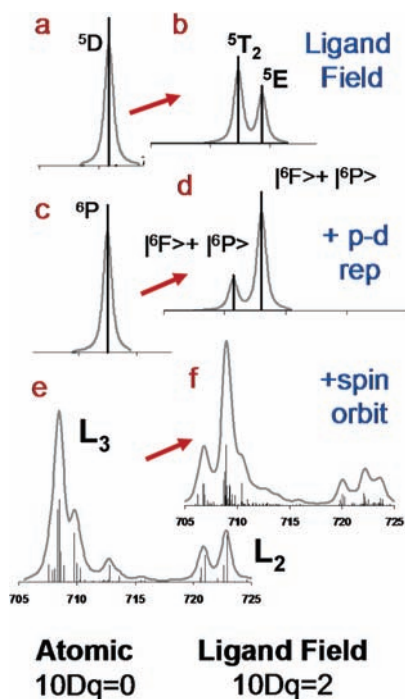 a
b
⁵D
⁵T₂
⁵E
Ligand
Field
c
d
⁶P
|⁶F>+ |⁶P>
|⁶F>+ |⁶P>
+ p-d
rep
e
f
+spin
orbit
L₃
L₂
705 710 715 720 725
705 710 715 720 725
Atomic
10Dq=0
Ligand Field
10Dq=2